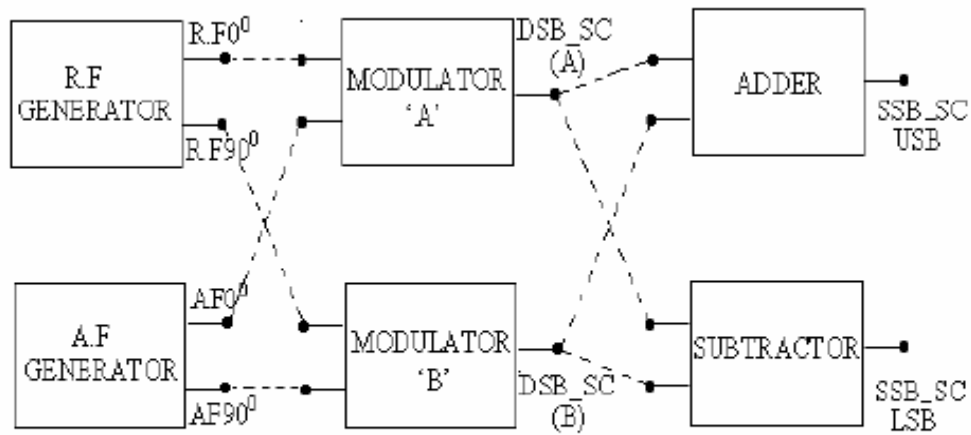 R.F0⁰
R.F
GENERATOR
R.F90⁰
MODULATOR
'A'
DSB_SC
(A)
ADDER
SSB_SC
USB
AF0⁰
A.F
GENERATOR
AF90⁰
MODULATOR
'B'
DSB_SC
(B)
SUBTRACTOR
SSB_SC
LSB